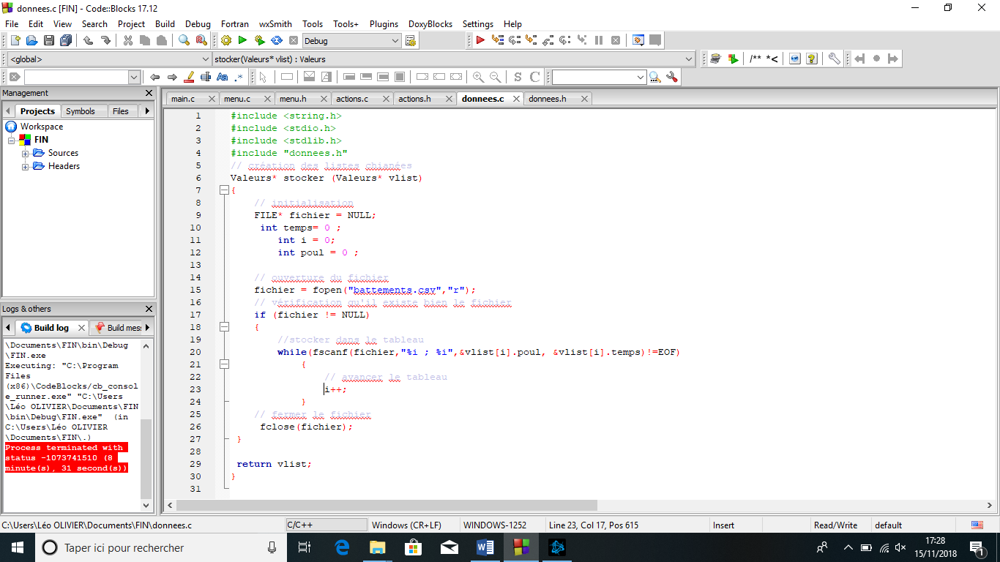 donnees.c [FIN] - Code::Blocks 17.12
File Edit View Search Project Build Debug Fortran wxSmith Tools Tools+ Plugins DoxyBlocks Settings Help
Debug
<global> stocker(Valeurs* vlist) : Valeurs
/** *<
Aa .* S C
Management
main.c menu.c menu.h actions.c actions.h donnees.c donnees.h
Projects Symbols Files
Workspace
FIN
Sources
Headers
1 #include <string.h>
2 #include <stdio.h>
3 #include <stdlib.h>
4 #include "donnees.h"
5 // création des listes chianées
6 Valeurs* stocker (Valeurs* vlist)
7 {
8 // initialisation
9 FILE* fichier = NULL;
10 int temps= 0 ;
11 int i = 0;
12 int poul = 0 ;
13
14 // ouverture du fichier
15 fichier = fopen("battements.csv","r");
16 // vérification qu'il existe bien le fichier
17 if (fichier != NULL)
18 {
19 //stocker dans le tableau
20 while(fscanf(fichier,"%i ; %i",&vlist[i].poul, &vlist[i].temps)!=EOF)
21 {
22 // avancer le tableau
23 i++;
24 }
25 // fermer le fichier
26 fclose(fichier);
27 }
28
29 return vlist;
30 }
31
Logs & others
Build log Build mess
\Documents\FIN\bin\Debug
\FIN.exe
Executing: "C:\Program
Files
(x86)\CodeBlocks/cb_consol
e_runner.exe" "C:\Users
\Léo OLIVIER\Documents\FIN
\bin\Debug\FIN.exe" (in
C:\Users\Léo OLIVIER
\Documents\FIN\.)
Process terminated with
status -1073741510 (8
minute(s), 31 second(s))
C:\Users\Léo OLIVIER\Documents\FIN\donnees.c C/C++ Windows (CR+LF) WINDOWS-1252 Line 23, Col 17, Pos 615 Insert Read/Write default
Taper ici pour rechercher
17:28
15/11/2018
1